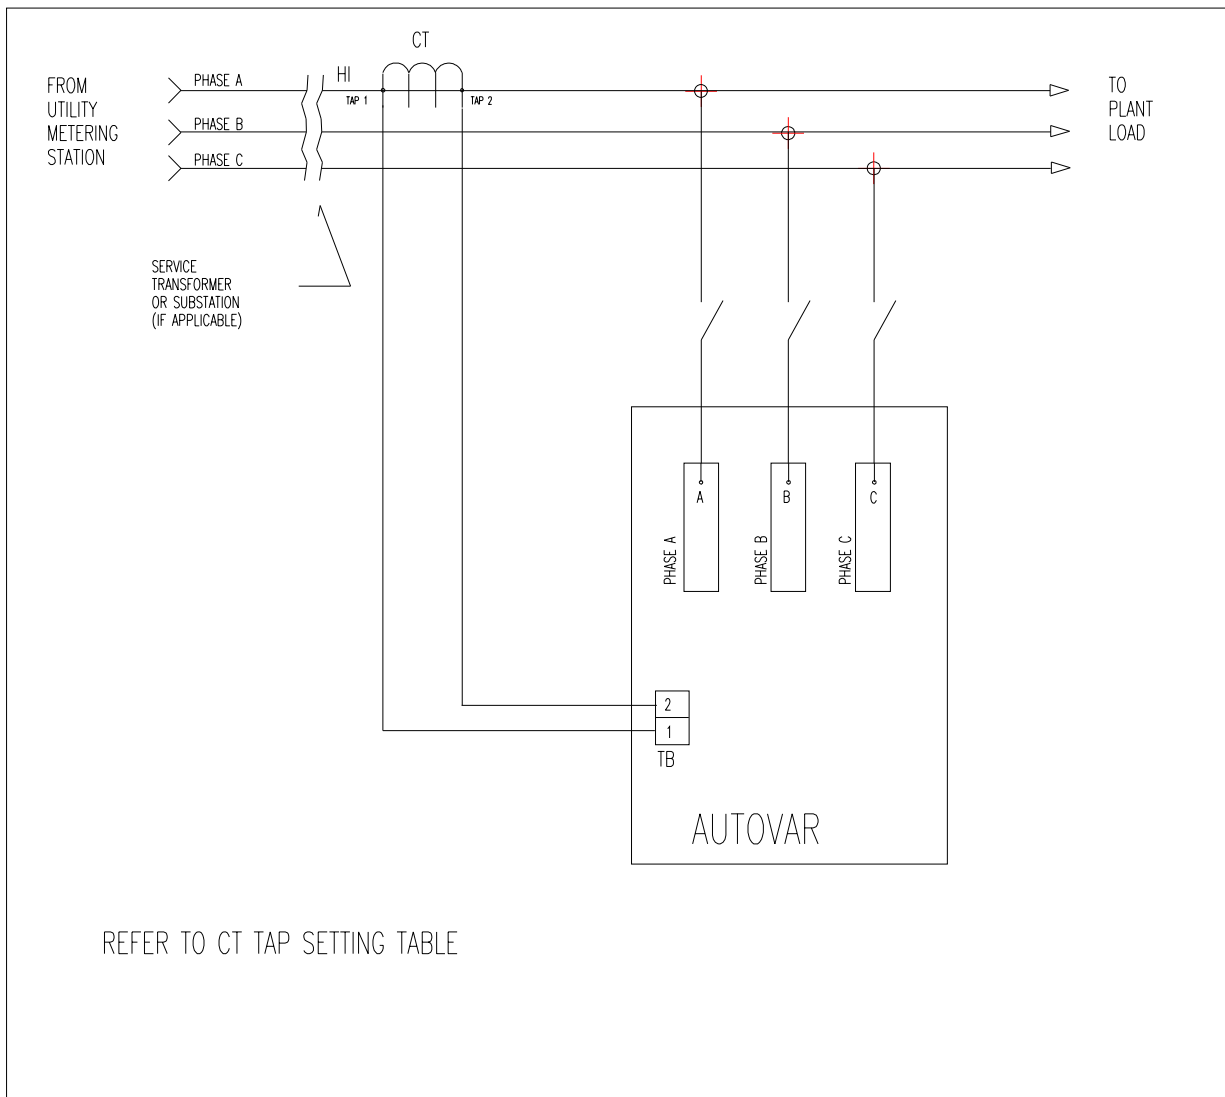 CT
FROM
UTILITY
METERING
STATION
PHASE A
HI
TAP 1
TAP 2
PHASE B
PHASE C
TO
PLANT
LOAD
SERVICE
TRANSFORMER
OR SUBSTATION
(IF APPLICABLE)
A
B
C
PHASE A
PHASE B
PHASE C
2
1
TB
AUTOVAR
REFER TO CT TAP SETTING TABLE